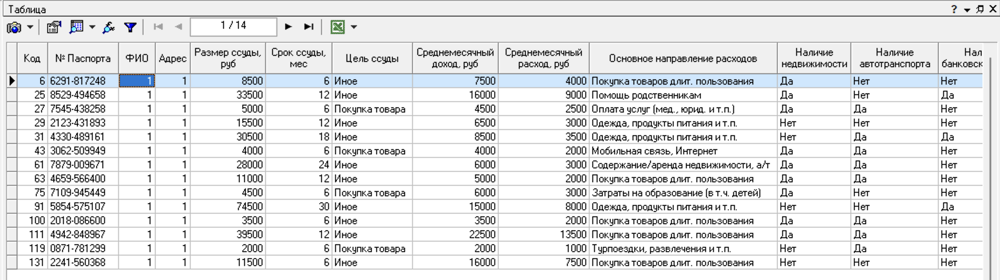 Таблица
?
1 / 14
Код № Паспорта ФИО Адрес Размер ссуды, руб Срок ссуды, мес Цель ссуды Среднемесячный доход, руб Среднемесячный расход, руб Основное направление расходов Наличие недвижимости Наличие автотранспорта Нал банковск
6 6291-817248 1 1 8500 6 Иное 7500 4000 Покупка товаров длит. пользования Да Нет Нет
25 8529-494658 1 1 33500 12 Иное 16000 9000 Помощь родственникам Да Нет Да
27 7545-438258 1 1 5000 6 Покупка товара 4500 2500 Оплата услуг (мед., юрид. и т.п.) Да Да Нет
29 2123-431893 1 1 15500 12 Иное 6500 3000 Одежда, продукты питания и т.п. Нет Нет Нет
31 4330-489161 1 1 30500 18 Иное 8500 3500 Одежда, продукты питания и т.п. Нет Да Да
43 3062-509949 1 1 4000 6 Покупка товара 4000 2000 Мобильная связь, Интернет Да Да Нет
61 7879-009671 1 1 28000 24 Иное 6000 3000 Содержание/аренда недвижимости, а/т Да Да Нет
63 4659-566400 1 1 11000 12 Иное 5000 2000 Покупка товаров длит. пользования Да Да Нет
75 7109-945449 1 1 4500 6 Покупка товара 6000 3000 Затраты на образование (в т.ч. детей) Да Нет Нет
91 5854-575107 1 1 74500 30 Иное 15000 8000 Одежда, продукты питания и т.п. Нет Нет Да
100 2018-086600 1 1 3500 6 Иное 3500 2000 Покупка товаров длит. пользования Да Да Нет
111 4942-848967 1 1 39500 12 Иное 22500 13500 Покупка товаров длит. пользования Да Да Нет
119 0871-781299 1 1 2000 6 Покупка товара 2000 1000 Турпоездки, развлечения и т.п. Нет Да Нет
131 2241-560368 1 1 11500 6 Иное 16000 7500 Покупка товаров длит. пользования Нет Нет Нет